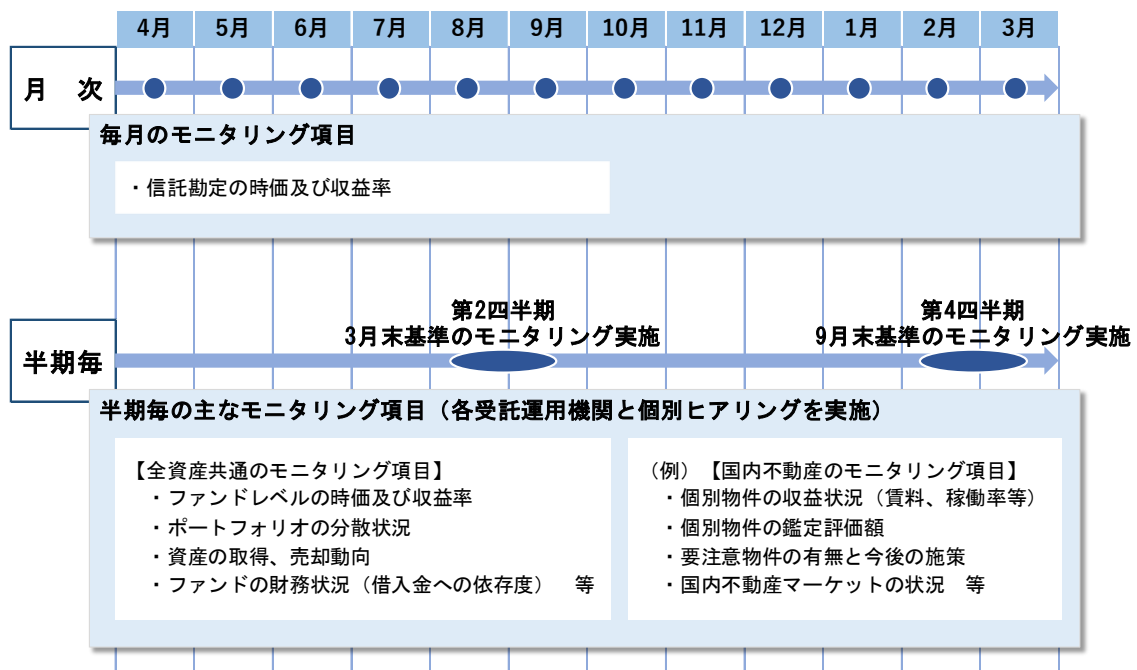 4月 5月 6月 7月 8月 9月 10月 11月 12月 1月 2月 3月
月　次
毎月のモニタリング項目
・信託勘定の時価及び収益率
第2四半期
3月末基準のモニタリング実施
第4四半期
9月末基準のモニタリング実施
半期毎
半期毎の主なモニタリング項目（各受託運用機関と個別ヒアリングを実施）
【全資産共通のモニタリング項目】
・ファンドレベルの時価及び収益率
・ポートフォリオの分散状況
・資産の取得、売却動向
・ファンドの財務状況（借入金への依存度）　等
（例）【国内不動産のモニタリング項目】
・個別物件の収益状況（賃料、稼働率等）
・個別物件の鑑定評価額
・要注意物件の有無と今後の施策
・国内不動産マーケットの状況　等